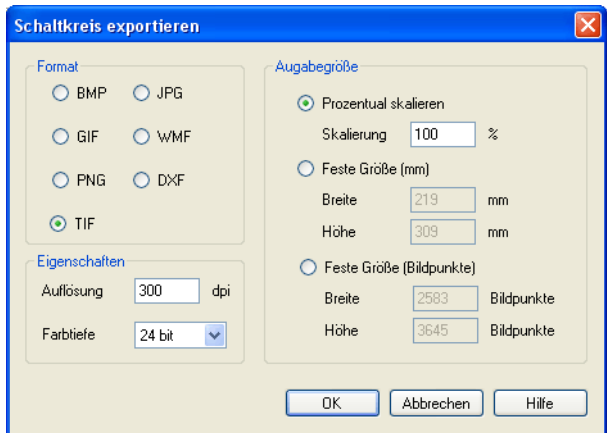 Schaltkreis exportieren
Format
BMP JPG
GIF WMF
PNG DXF
TIF
Eigenschaften
Auflösung 300 dpi
Farbtiefe 24 bit
Augabegröße
Prozentual skalieren
Skalierung 100 %
Feste Größe (mm)
Breite 219 mm
Höhe 309 mm
Feste Größe (Bildpunkte)
Breite 2583 Bildpunkte
Höhe 3645 Bildpunkte
OK Abbrechen Hilfe